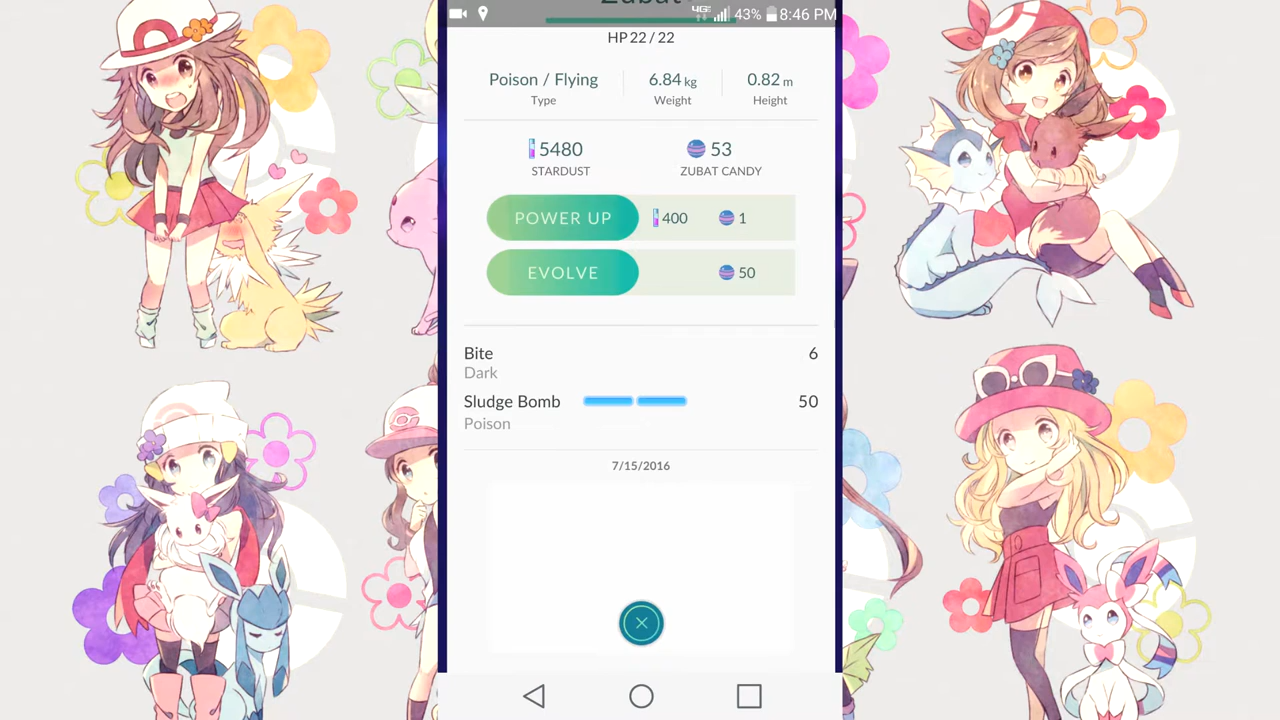 Zubat
4G 43% 8:46 PM
HP 22 / 22
Poison / Flying 6.84 kg 0.82 m
Type Weight Height
5480 53
STARDUST ZUBAT CANDY
POWER UP 400 1
EVOLVE 50
Bite 6
Dark
Sludge Bomb 50
Poison
7/15/2016